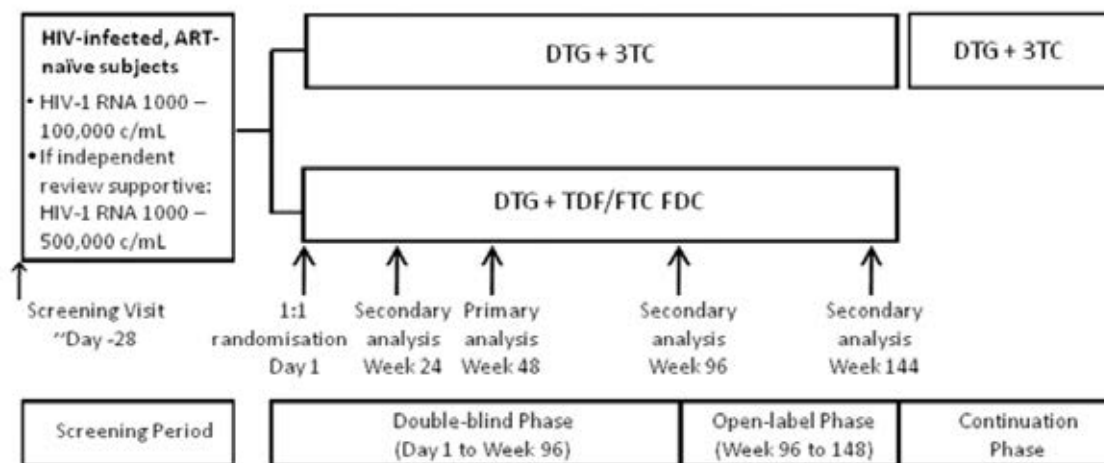 HIV-infected, ART-
naïve subjects
• HIV-1 RNA 1000 –
100,000 c/mL
• If independent
review supportive:
HIV-1 RNA 1000 –
500,000 c/mL
DTG + 3TC
DTG + 3TC
DTG + TDF/FTC FDC
Screening Visit
~Day -28
1:1
randomisation
Day 1
Secondary
analysis
Week 24
Primary
analysis
Week 48
Secondary
analysis
Week 96
Secondary
analysis
Week 144
Screening Period
Double-blind Phase
(Day 1 to Week 96)
Open-label Phase
(Week 96 to 148)
Continuation
Phase